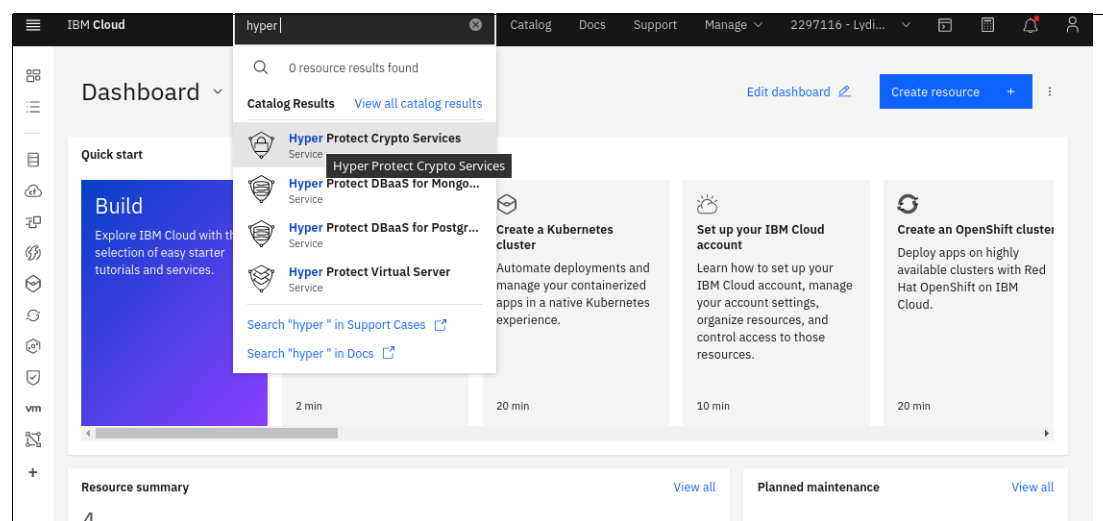 IBM Cloud
hyper
Catalog
Docs
Support
Manage
2297116 - Lydi...
0 resource results found
Catalog Results
View all catalog results
Hyper Protect Crypto Services
Service
Hyper Protect Crypto Services
Hyper Protect DBaaS for Mongo...
Service
Hyper Protect DBaaS for Postgr...
Service
Hyper Protect Virtual Server
Service
Search "hyper " in Support Cases
Search "hyper " in Docs
Dashboard
Edit dashboard
Create resource +
Quick start
Build
Explore IBM Cloud with th
selection of easy starter
tutorials and services.
2 min
Create a Kubernetes
cluster
Automate deployments and
manage your containerized
apps in a native Kubernetes
experience.
20 min
Set up your IBM Cloud
account
Learn how to set up your
IBM Cloud account, manage
your account settings,
organize resources, and
control access to those
resources.
10 min
Create an OpenShift cluster
Deploy apps on highly
available clusters with Red
Hat OpenShift on IBM
Cloud.
20 min
vm
Resource summary
View all
4
Planned maintenance
View all